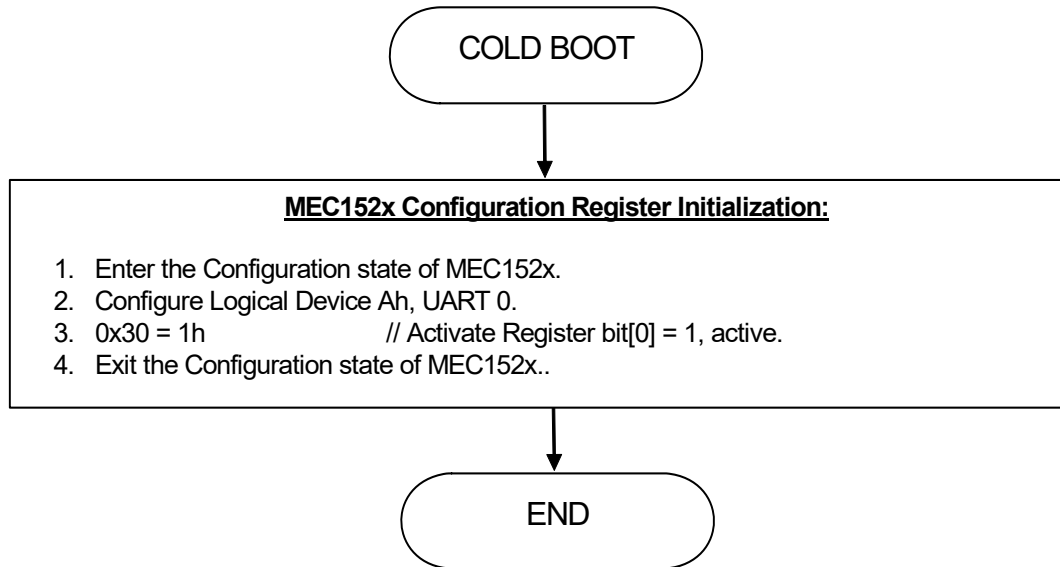 COLD BOOT
MEC152x Configuration Register Initialization:
1. Enter the Configuration state of MEC152x.
2. Configure Logical Device Ah, UART 0.
3. 0x30 = 1h // Activate Register bit[0] = 1, active.
4. Exit the Configuration state of MEC152x..
END